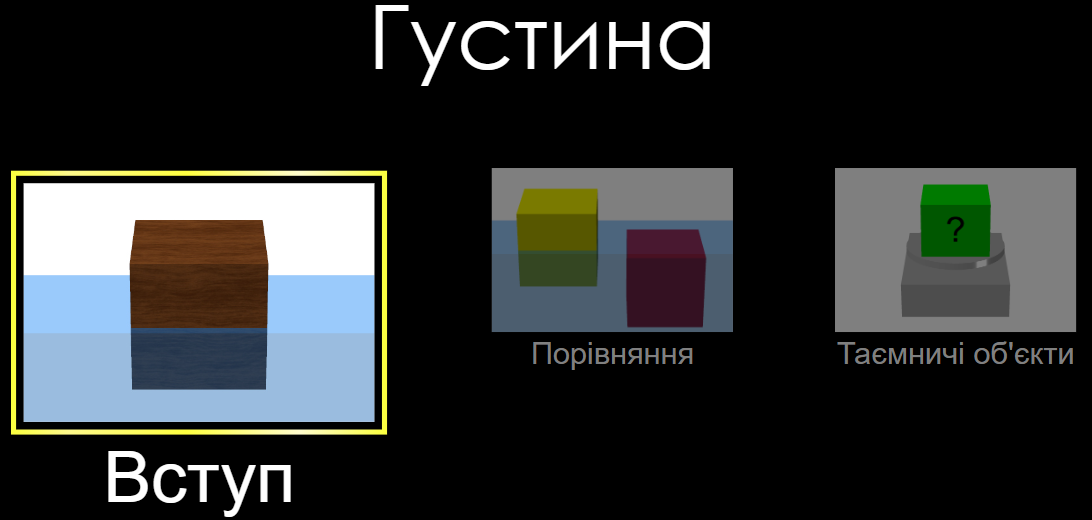 Густина
?
Порівняння
Таємничі об'єкти
Вступ